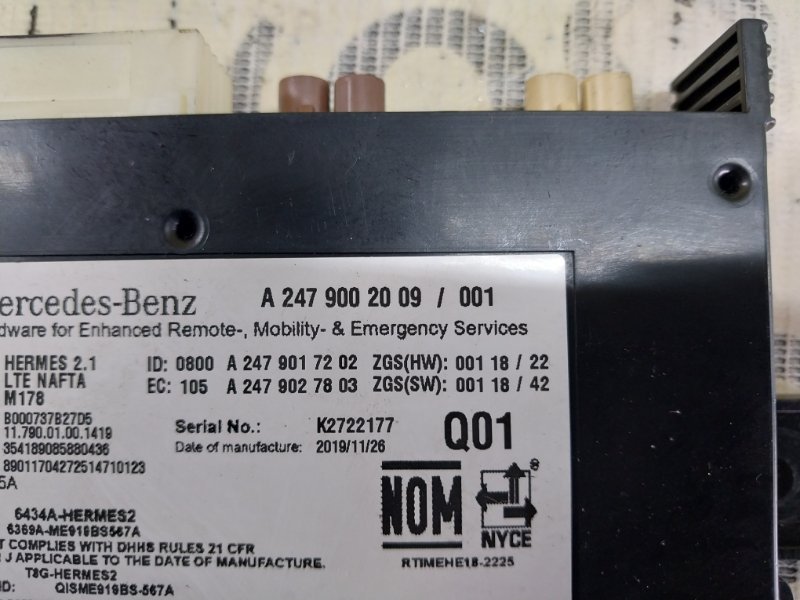 ercedes-Benz A 247 900 20 09 / 001
dware for Enhanced Remote-, Mobility- & Emergency Services
HERMES 2.1 ID: 0800 A 247 901 72 02 ZGS(HW): 001 18 / 22
LTE NAFTA EC: 105 A 247 902 78 03 ZGS(SW): 001 18 / 42
M178
B000737B27D5
11.790.01.00.1419
354189085880436
89011704272514710123
5A
Serial No.: K2722177
Date of manufacture: 2019/11/26
Q01
NOM
NYCE
RTIMEHE18-2225
6434A-HERMES2
6369A-ME919BS567A
T COMPLIES WITH DHHS RULES 21 CFR
J APPLICABLE TO THE DATE OF MANUFACTURE.
T8G-HERMES2
ID: QISME919BS-567A